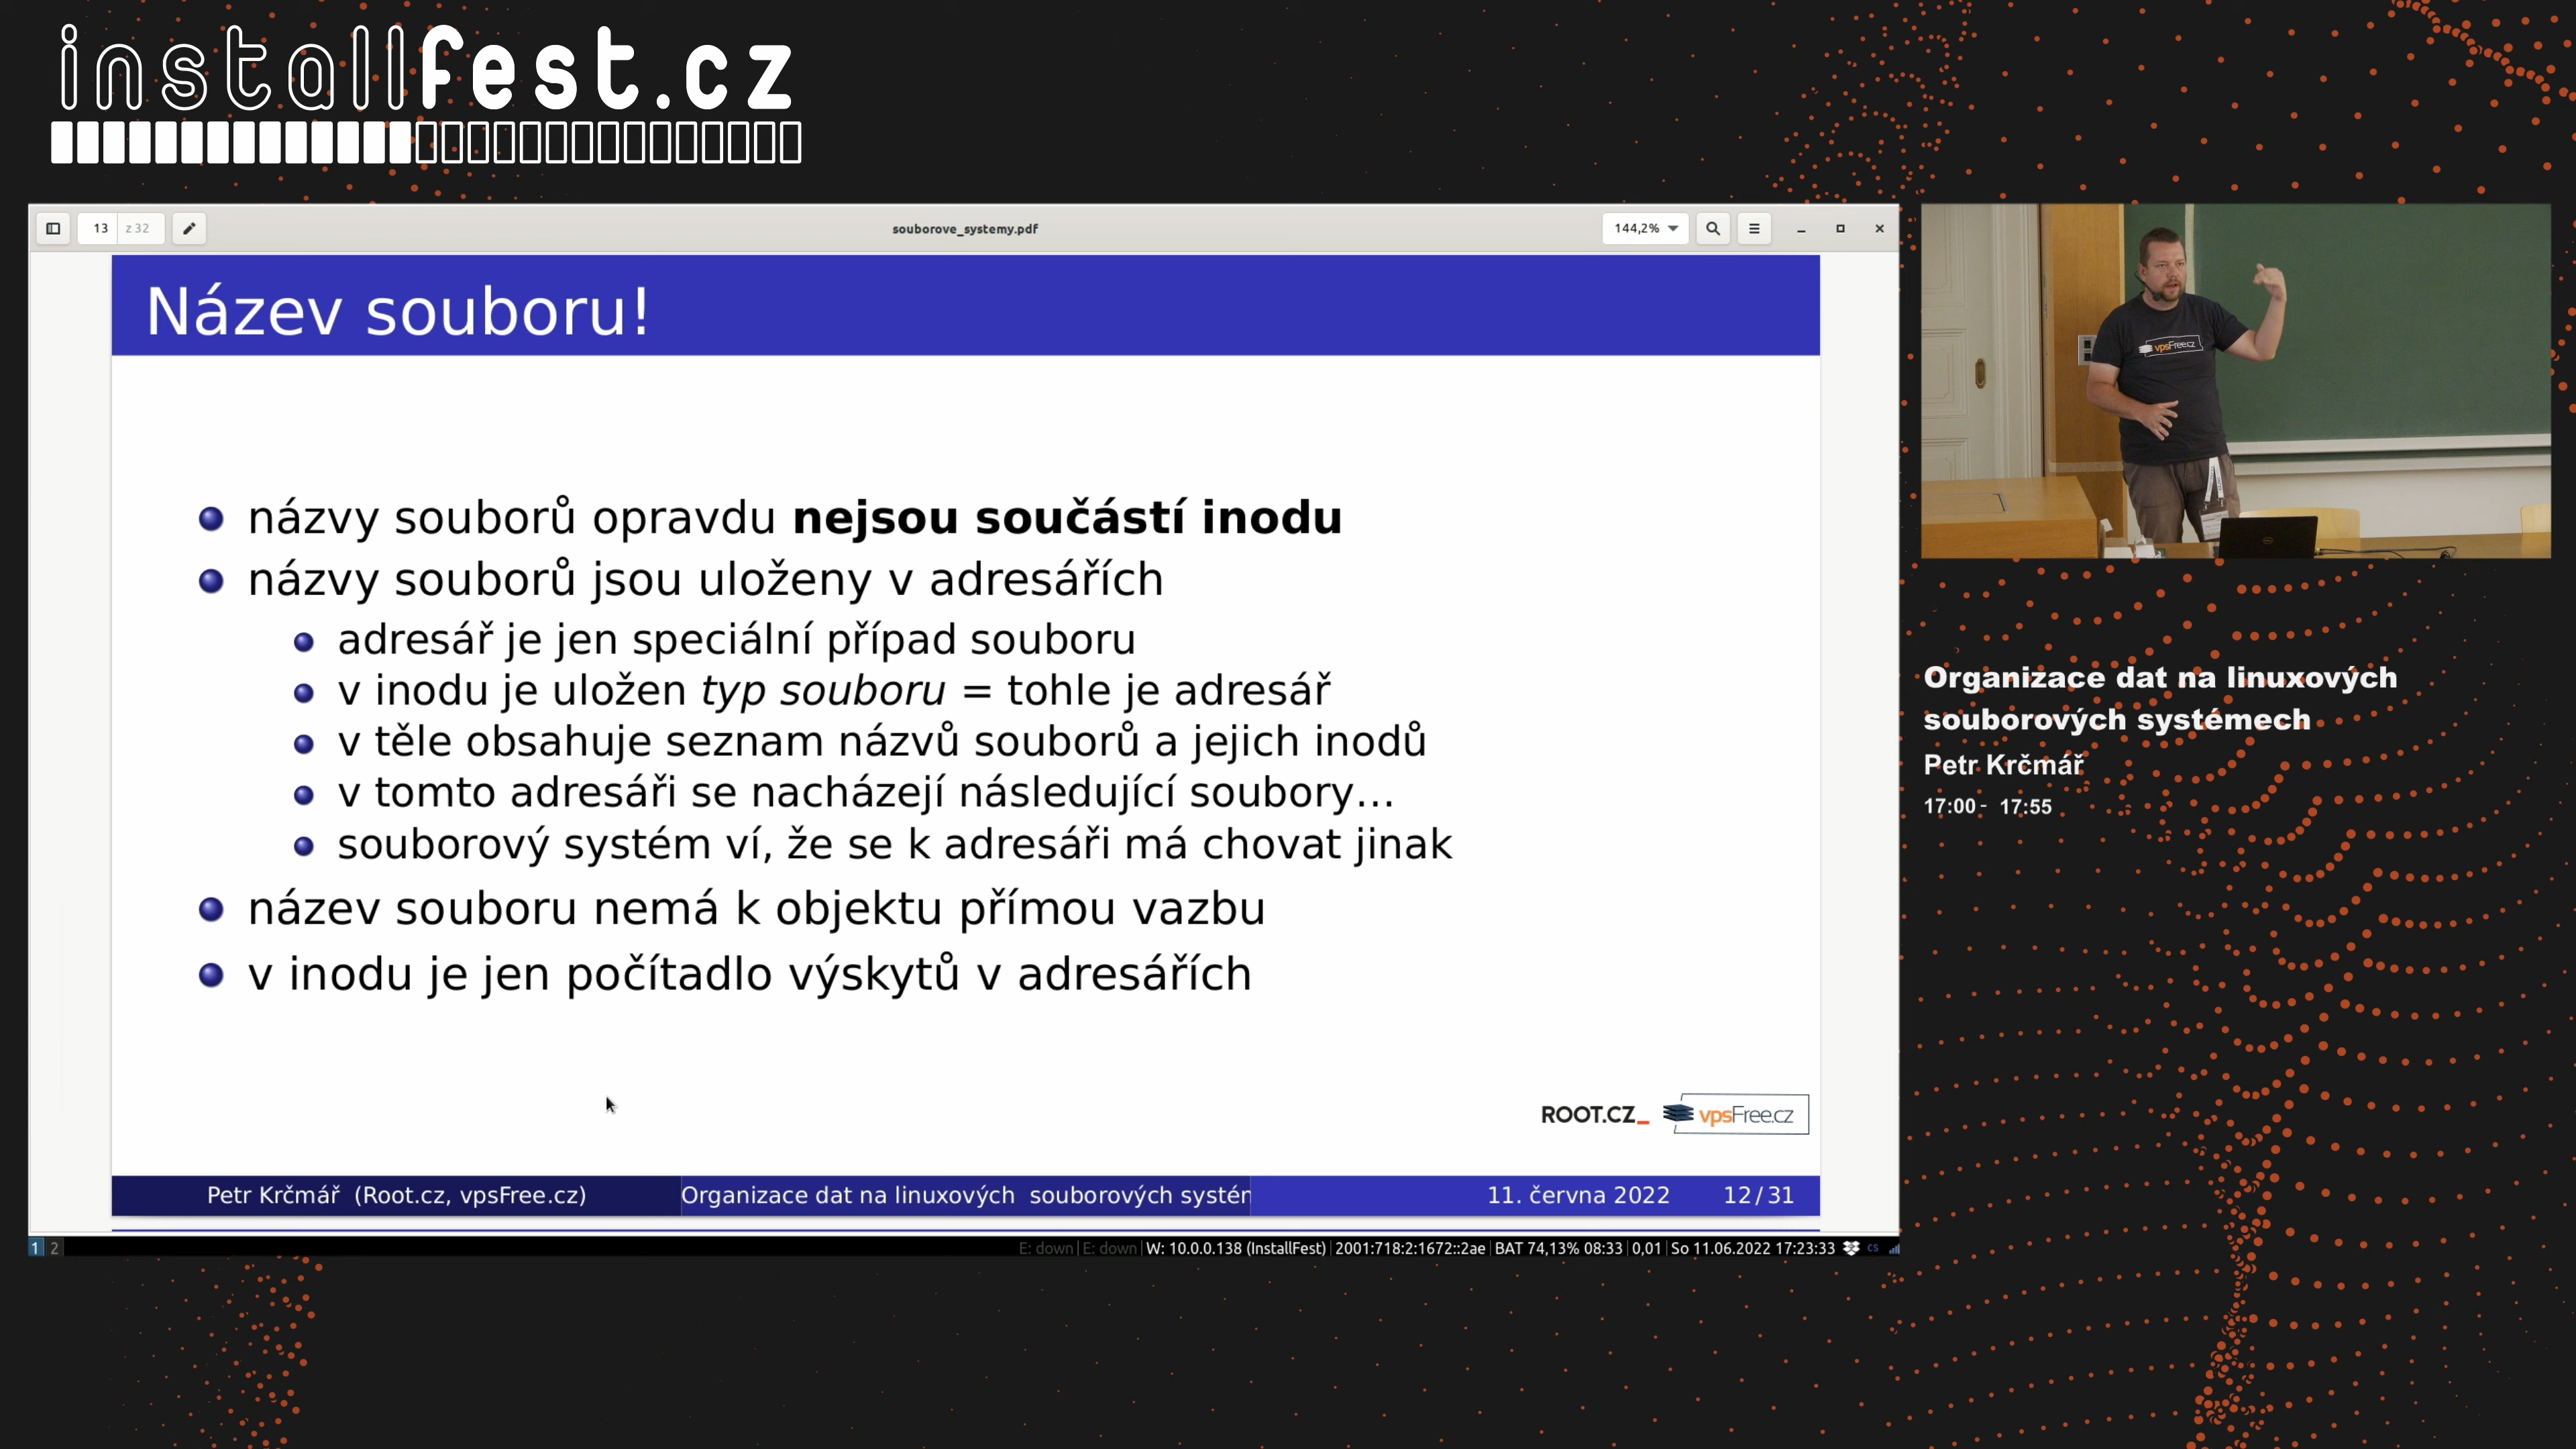 installfest.cz
13 z 32
souborove_systemy.pdf
144,2%
Název souboru!
názvy souborů opravdu nejsou součástí inodu
názvy souborů jsou uloženy v adresářích
adresář je jen speciální případ souboru
v inodu je uložen typ souboru = tohle je adresář
v těle obsahuje seznam názvů souborů a jejich inodů
v tomto adresáři se nacházejí následující soubory...
souborový systém ví, že se k adresáři má chovat jinak
název souboru nemá k objektu přímou vazbu
v inodu je jen počítadlo výskytů v adresářích
ROOT.CZ_ vpsFree.cz
Petr Krčmář (Root.cz, vpsFree.cz) Organizace dat na linuxových souborových systém 11. června 2022 12/31
1 2 E: down | E: down | W: 10.0.0.138 (InstallFest) | 2001:718:2:1672::2ae | BAT 74,13% 08:33 | 0,01 | So 11.06.2022 17:23:33 cs
vpsFree.cz
Organizace dat na linuxových
souborových systémech
Petr Krčmář
17:00 - 17:55